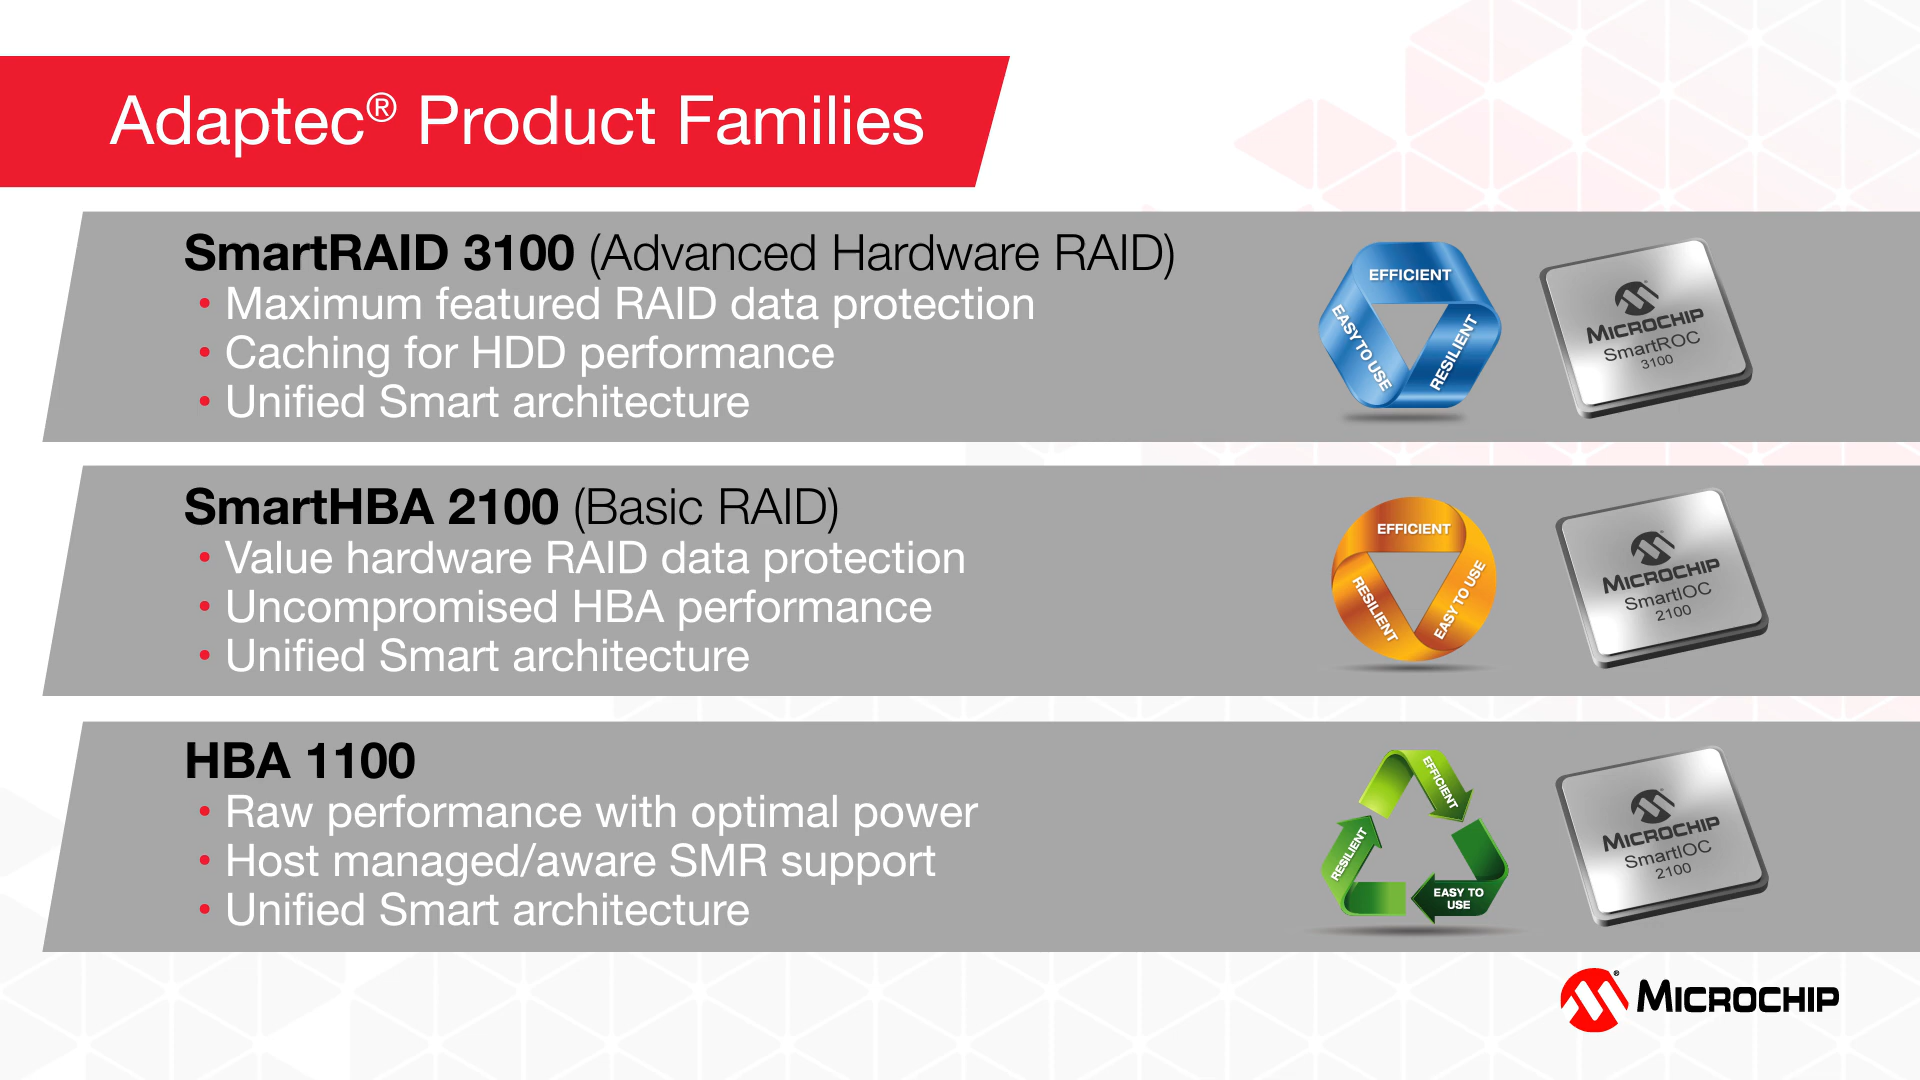 Adaptec® Product Families
SmartRAID 3100 (Advanced Hardware RAID)
• Maximum featured RAID data protection
• Caching for HDD performance
• Unified Smart architecture
EFFICIENT
EASY TO USE
RESILIENT
MICROCHIP
SmartROC
3100
SmartHBA 2100 (Basic RAID)
• Value hardware RAID data protection
• Uncompromised HBA performance
• Unified Smart architecture
EFFICIENT
RESILIENT
EASY TO USE
MICROCHIP
SmartIOC
2100
HBA 1100
• Raw performance with optimal power
• Host managed/aware SMR support
• Unified Smart architecture
EFFICIENT
RESILIENT
EASY TO
USE
MICROCHIP
SmartIOC
2100
® MICROCHIP